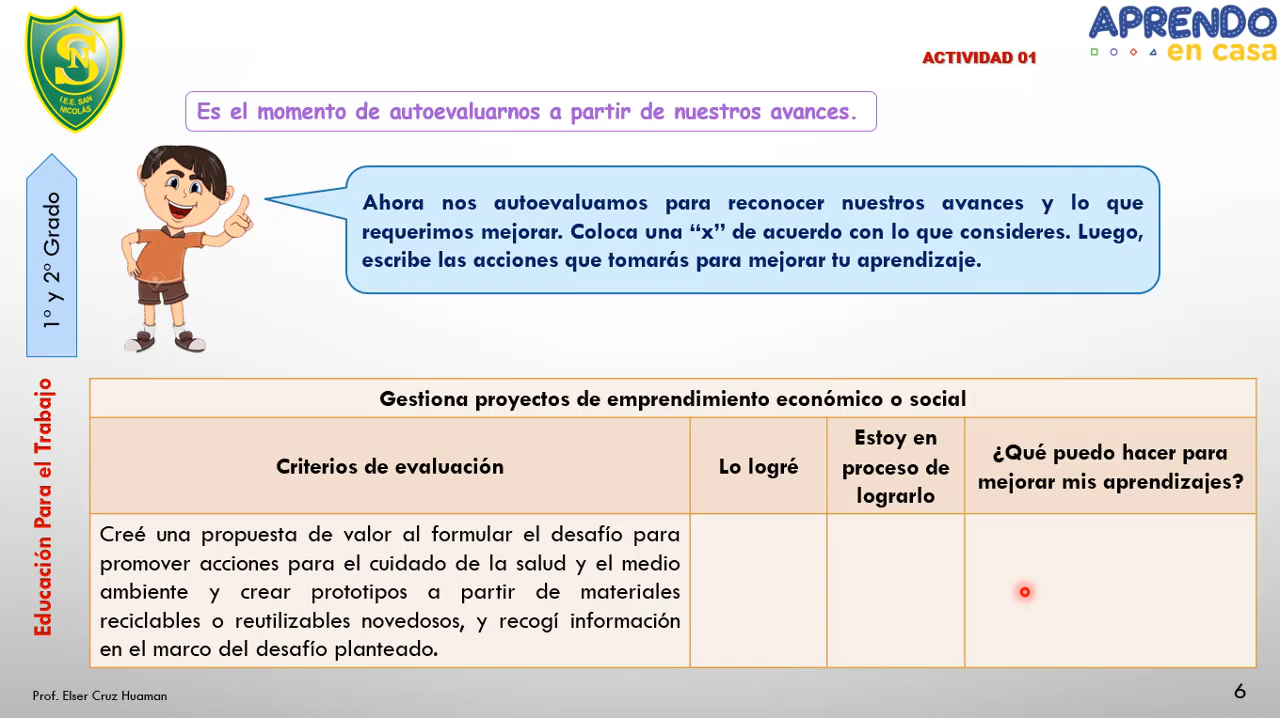 SN
I.E.E. SAN
NICOLÁS
APRENDO
en casa
ACTIVIDAD 01
Es el momento de autoevaluarnos a partir de nuestros avances.
1° y 2° Grado
Ahora nos autoevaluamos para reconocer nuestros avances y lo que
requerimos mejorar. Coloca una “x” de acuerdo con lo que consideres. Luego,
escribe las acciones que tomarás para mejorar tu aprendizaje.
Educación Para el Trabajo
Gestiona proyectos de emprendimiento económico o social
Criterios de evaluación
Lo logré
Estoy en
proceso de
lograrlo
¿Qué puedo hacer para
mejorar mis aprendizajes?
Creé una propuesta de valor al formular el desafío para
promover acciones para el cuidado de la salud y el medio
ambiente y crear prototipos a partir de materiales
reciclables o reutilizables novedosos, y recogí información
en el marco del desafío planteado.
Prof. Elser Cruz Huaman
6